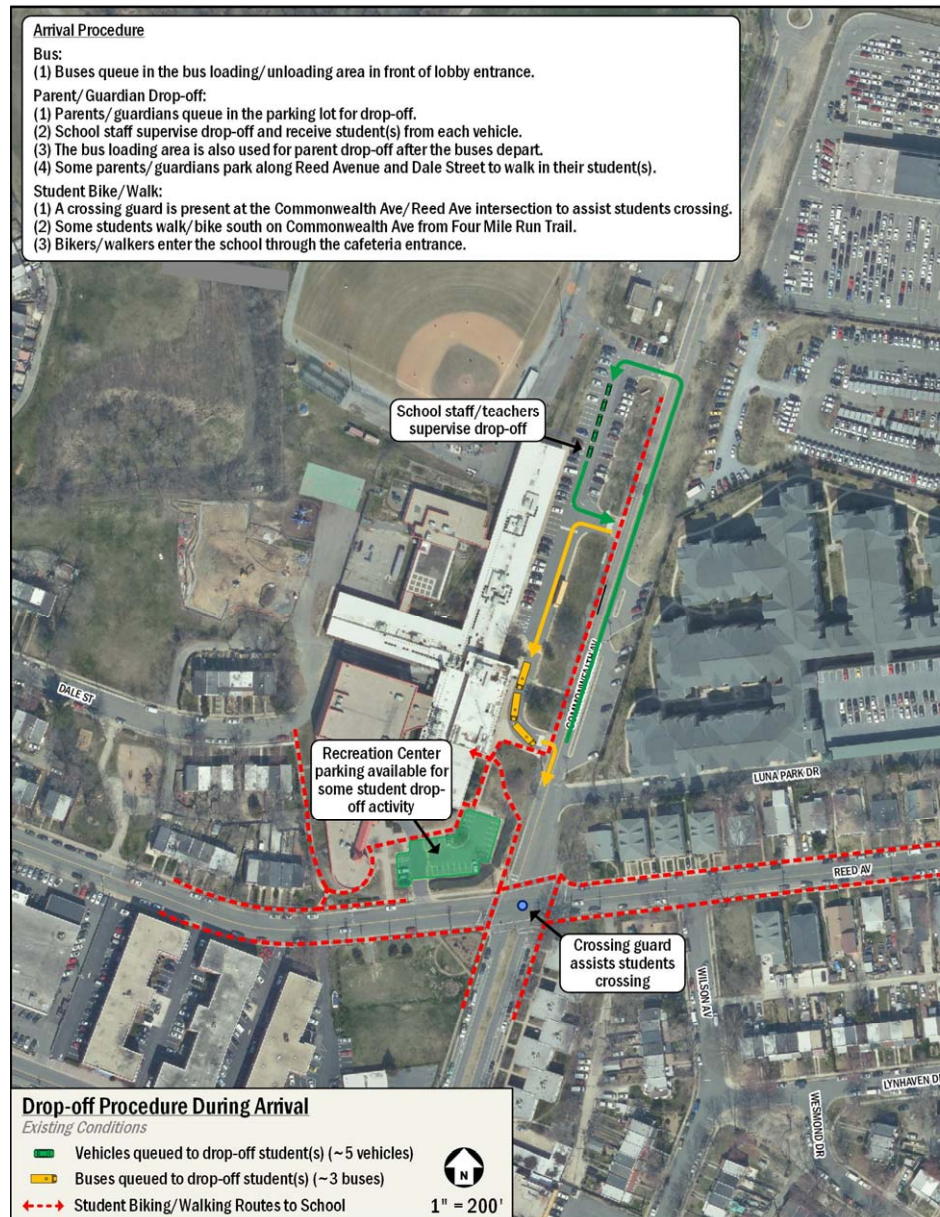 Arrival Procedure
Bus:
(1) Buses queue in the bus loading/unloading area in front of lobby entrance.
Parent/Guardian Drop-off:
(1) Parents/guardians queue in the parking lot for drop-off.
(2) School staff supervise drop-off and receive student(s) from each vehicle.
(3) The bus loading area is also used for parent drop-off after the buses depart.
(4) Some parents/guardians park along Reed Avenue and Dale Street to walk in their student(s).
Student Bike/Walk:
(1) A crossing guard is present at the Commonwealth Ave/Reed Ave intersection to assist students crossing.
(2) Some students walk/bike south on Commonwealth Ave from Four Mile Run Trail.
(3) Bikers/walkers enter the school through the cafeteria entrance.
School staff/teachers
supervise drop-off
COMMONWEALTH AV
DALE ST
Recreation Center
parking available for
some student drop-
off activity
LUNA PARK DR
REED AV
Crossing guard
assists students
crossing
WILSON AV
LYNHAVEN DR
WESMOND DR
Drop-off Procedure During Arrival
Existing Conditions
Vehicles queued to drop-off student(s) (~5 vehicles)
Buses queued to drop-off student(s) (~3 buses)
Student Biking/Walking Routes to School
N
1" = 200'